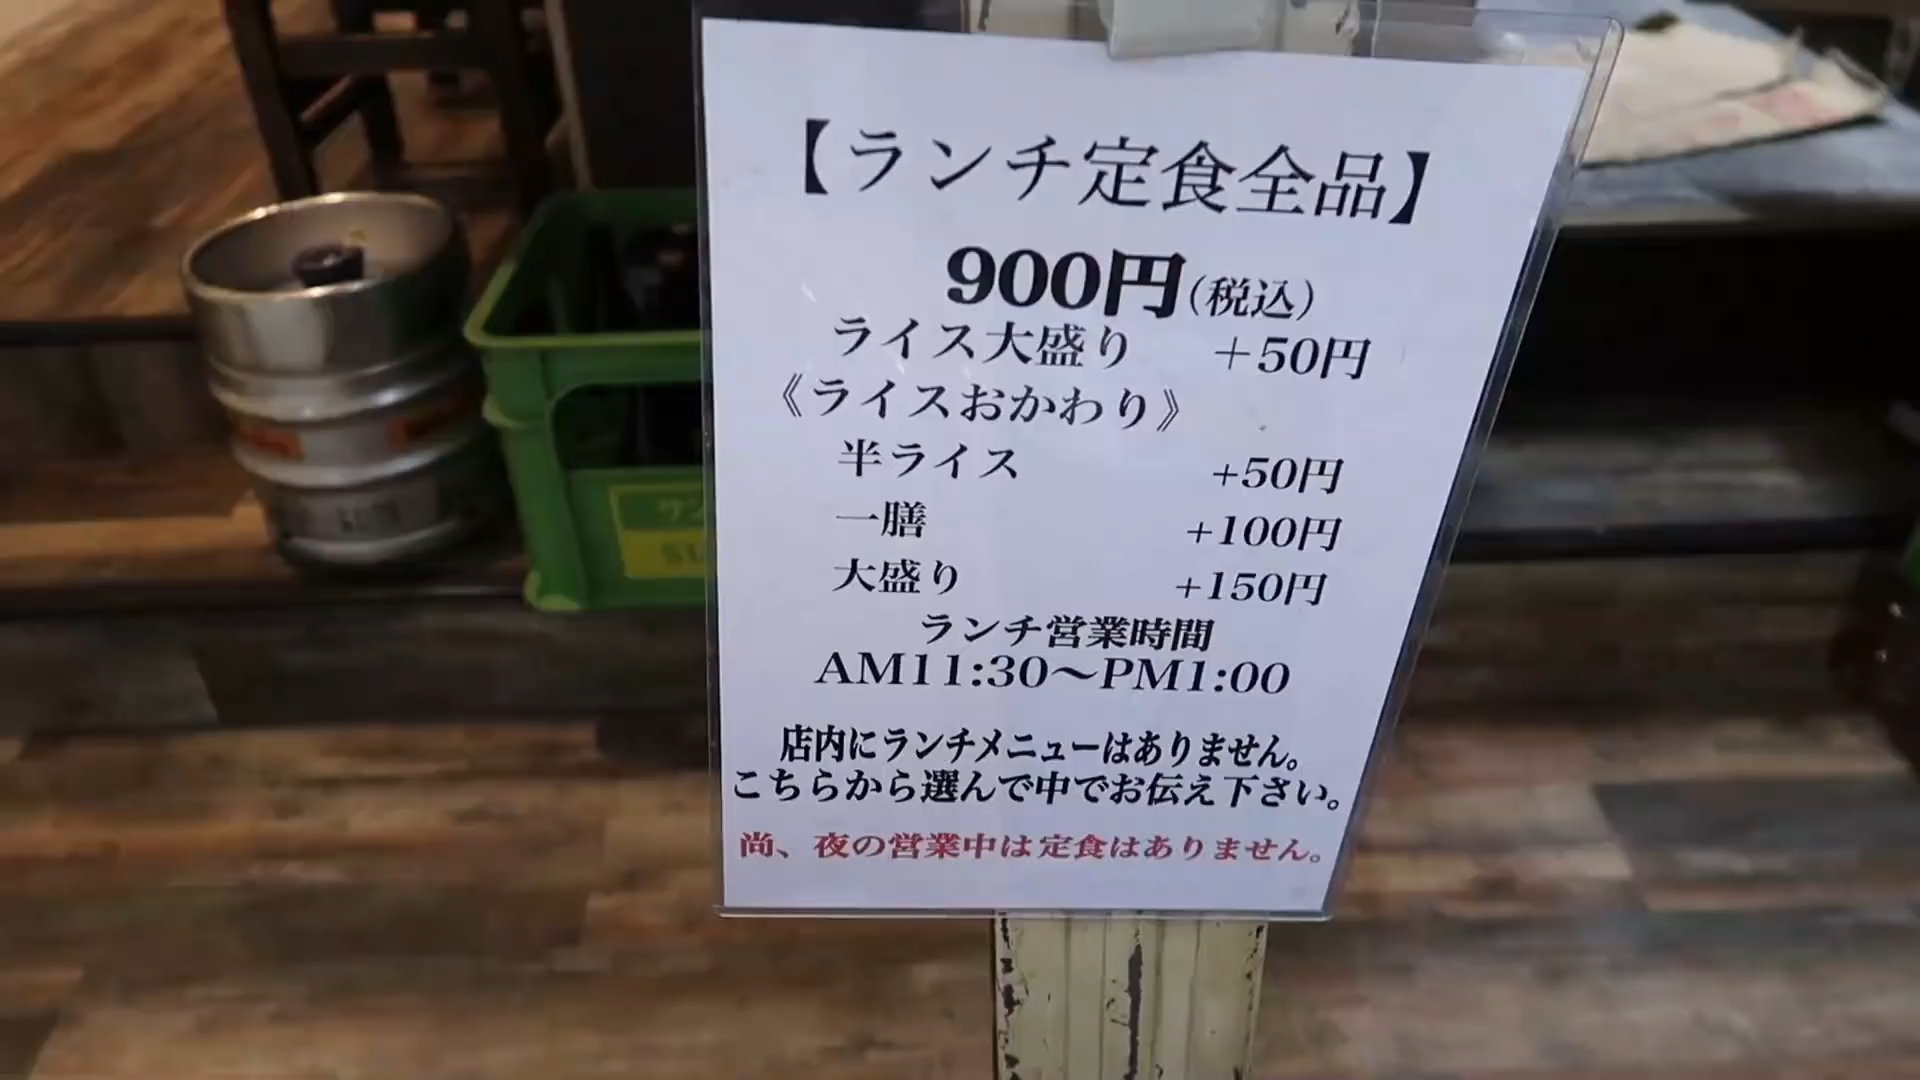 【ランチ定食全品】
900円(税込)
ライス大盛り +50円
《ライスおかわり》
半ライス +50円
一膳 +100円
大盛り +150円
ランチ営業時間
AM11:30～PM1:00
店内にランチメニューはありません。
こちらから選んで中でお伝え下さい。
尚、夜の営業中は定食はありません。